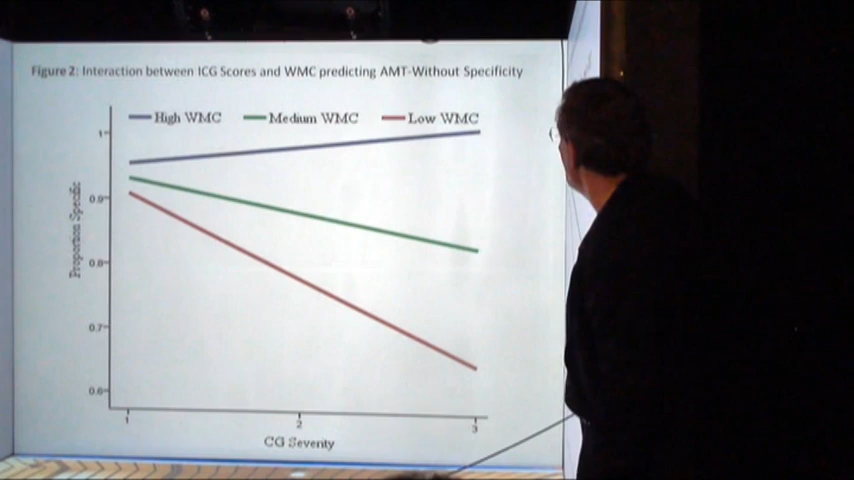 Figure 2: Interaction between ICG Scores and WMC predicting AMT-Without Specificity
High WMC Medium WMC Low WMC
1
0.9
0.8
0.7
0.6
Proportion Specific
1 2 3
CG Severity